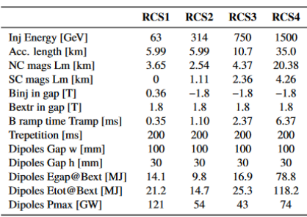 RCS1 RCS2 RCS3 RCS4
Inj Energy [GeV] 63 314 750 1500
Acc. length [km] 5.99 5.99 10.7 35.0
NC mags Lm [km] 3.65 2.54 4.37 20.38
SC mags Lm [km] 0 1.11 2.36 4.26
Binj in gap [T] 0.36 −1.8 −1.8 −1.8
Bextr in gap [T] 1.8 1.8 1.8 1.8
B ramp time Tramp [ms] 0.35 1.10 2.37 6.37
Trepetition [ms] 200 200 200 200
Dipoles Gap w [mm] 100 100 100 100
Dipoles Gap h [mm] 30 30 30 30
Dipoles Egap@Bext [MJ] 14.1 9.8 16.9 78.8
Dipoles Etot@Bext [MJ] 21.2 14.7 25.3 118.2
Dipoles Pmax [GW] 121 54 43 74